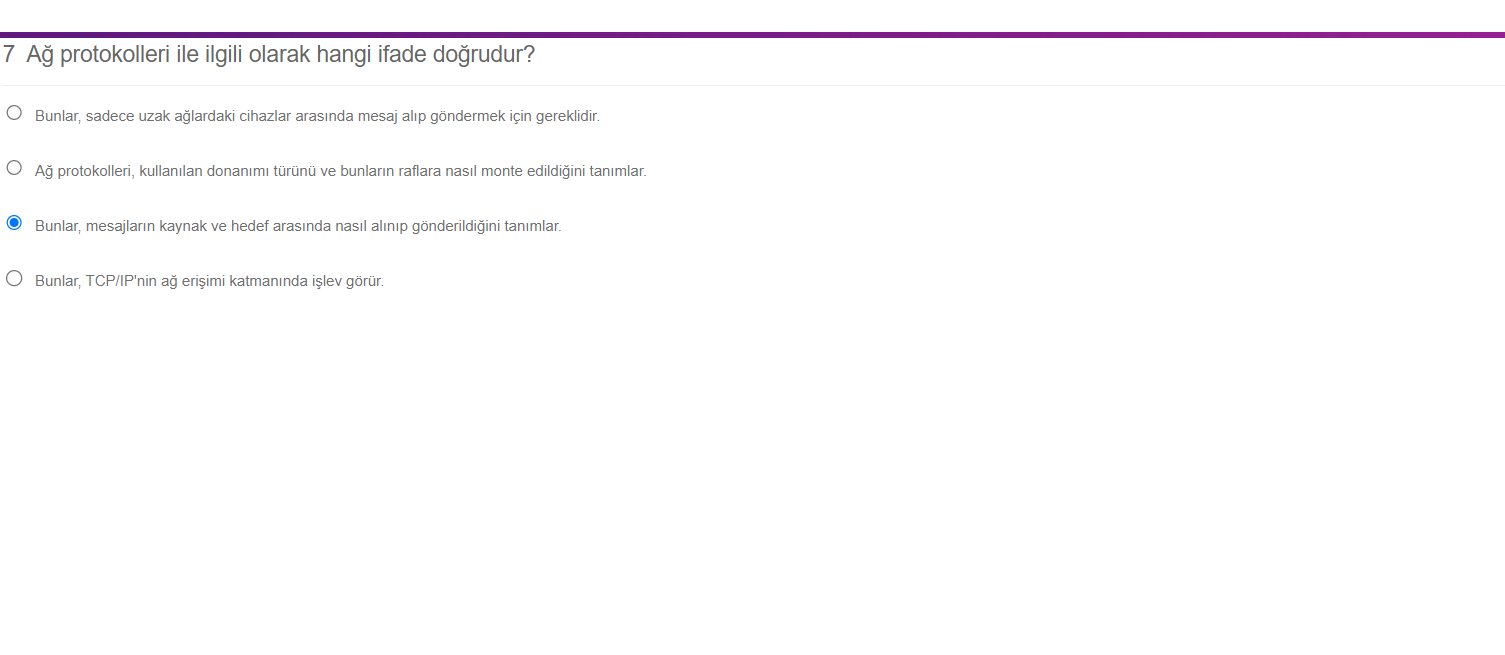 7 Ağ protokolleri ile ilgili olarak hangi ifade doğrudur?
Bunlar, sadece uzak ağlardaki cihazlar arasında mesaj alıp göndermek için gereklidir.
Ağ protokolleri, kullanılan donanımı türünü ve bunların raflara nasıl monte edildiğini tanımlar.
Bunlar, mesajların kaynak ve hedef arasında nasıl alınıp gönderildiğini tanımlar.
Bunlar, TCP/IP'nin ağ erişimi katmanında işlev görür.